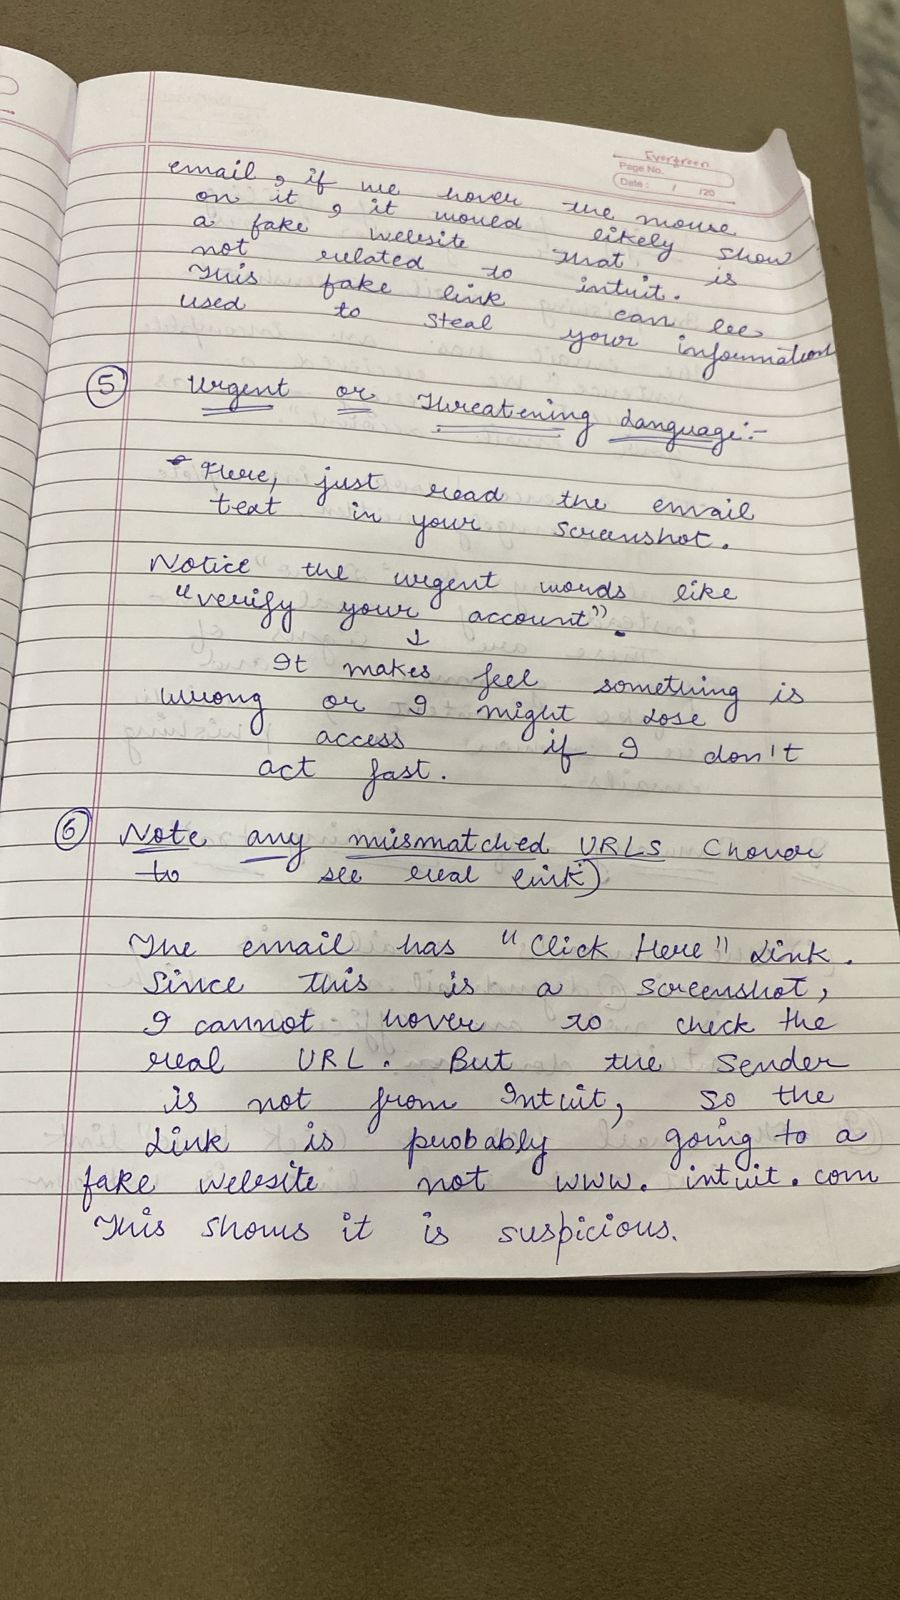 Evergreen
Page No.
Date: / /20
email, if we hover the mouse
on it, it would likely show
a fake website that is
not related to intuit.
This fake link can be
used to steal your information
⑤ Urgent or Threatening Language:-
Here, just read the email
text in your screenshot.
Notice the urgent words like
"verify your account".
↓
It makes feel something is
wrong or I might lose
access if I don't
act fast.
⑥ Note any mismatched URLS (hover
to see real link)
The email has "Click Here" Link.
Since this is a screenshot,
I cannot hover to check the
real URL. But the sender
is not from Intuit, so the
Link is probably going to a
fake website not www.intuit.com
This shows it is suspicious.